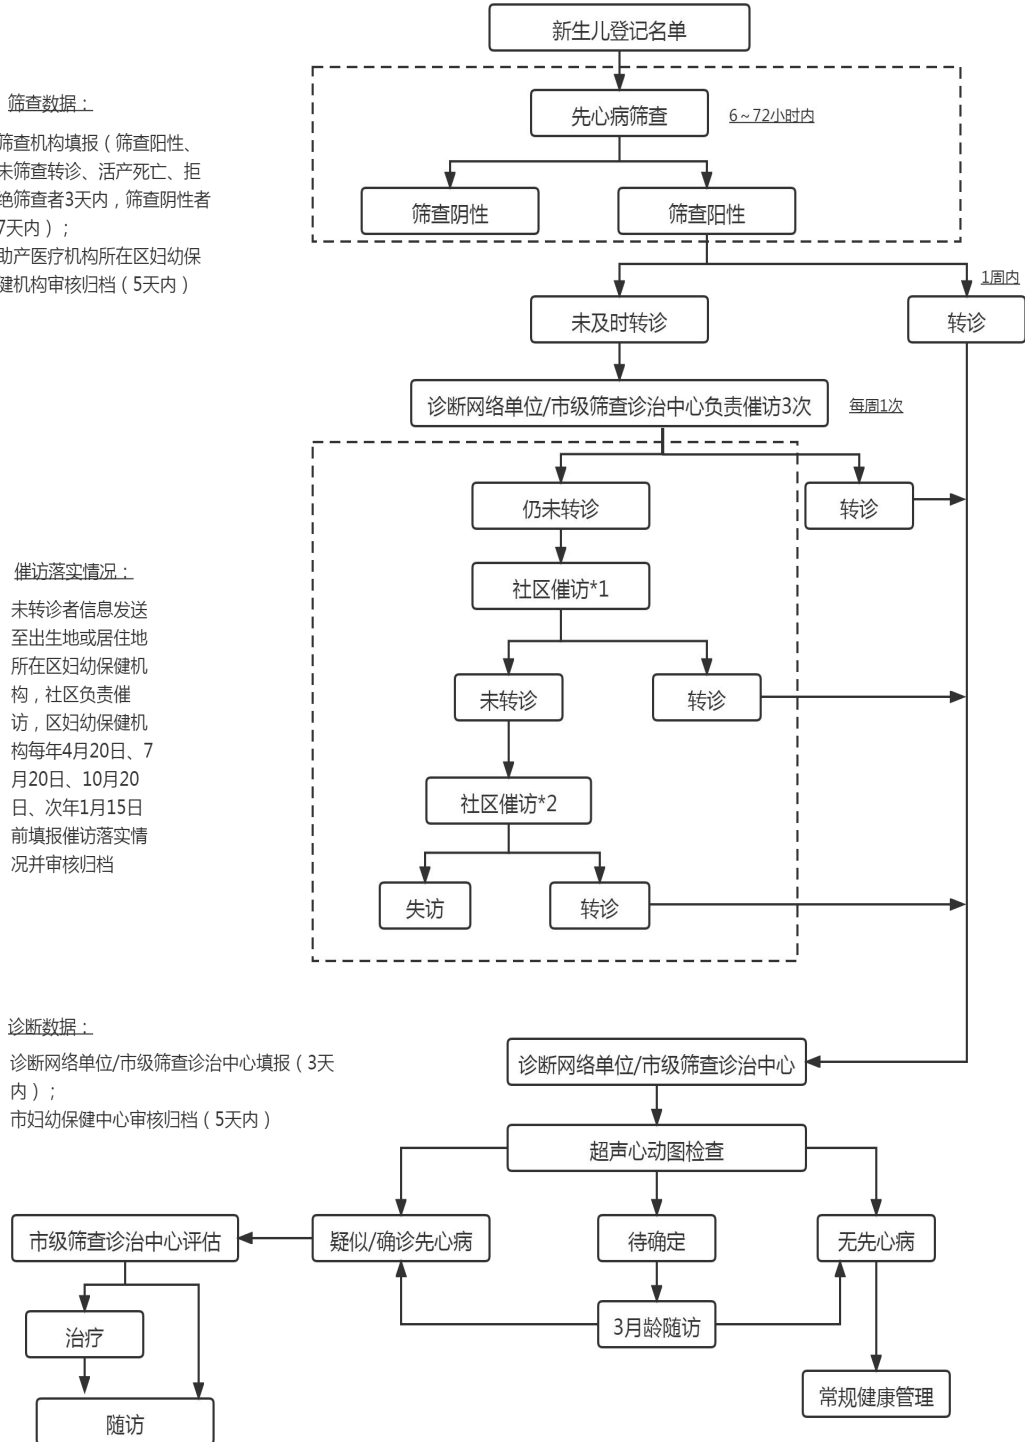 新生儿登记名单
筛查数据：
先心病筛查
6～72小时内
筛查机构填报（筛查阳性、
未筛查转诊、活产死亡、拒
绝筛查者3天内，筛查阴性者
7天内）；
助产医疗机构所在区妇幼保
健机构审核归档（5天内）
筛查阴性
筛查阳性
1周内
未及时转诊
转诊
诊断网络单位/市级筛查诊治中心负责催访3次
每周1次
仍未转诊
转诊
催访落实情况：
未转诊者信息发送
至出生地或居住地
所在区妇幼保健机
构，社区负责催
访，区妇幼保健机
构每年4月20日、7
月20日、10月20
日、次年1月15日
前填报催访落实情
况并审核归档
社区催访*1
未转诊
转诊
社区催访*2
失访
转诊
诊断数据：
诊断网络单位/市级筛查诊治中心填报（3天
内）；
市妇幼保健中心审核归档（5天内）
诊断网络单位/市级筛查诊治中心
超声心动图检查
市级筛查诊治中心评估
疑似/确诊先心病
待确定
无先心病
治疗
3月龄随访
常规健康管理
随访